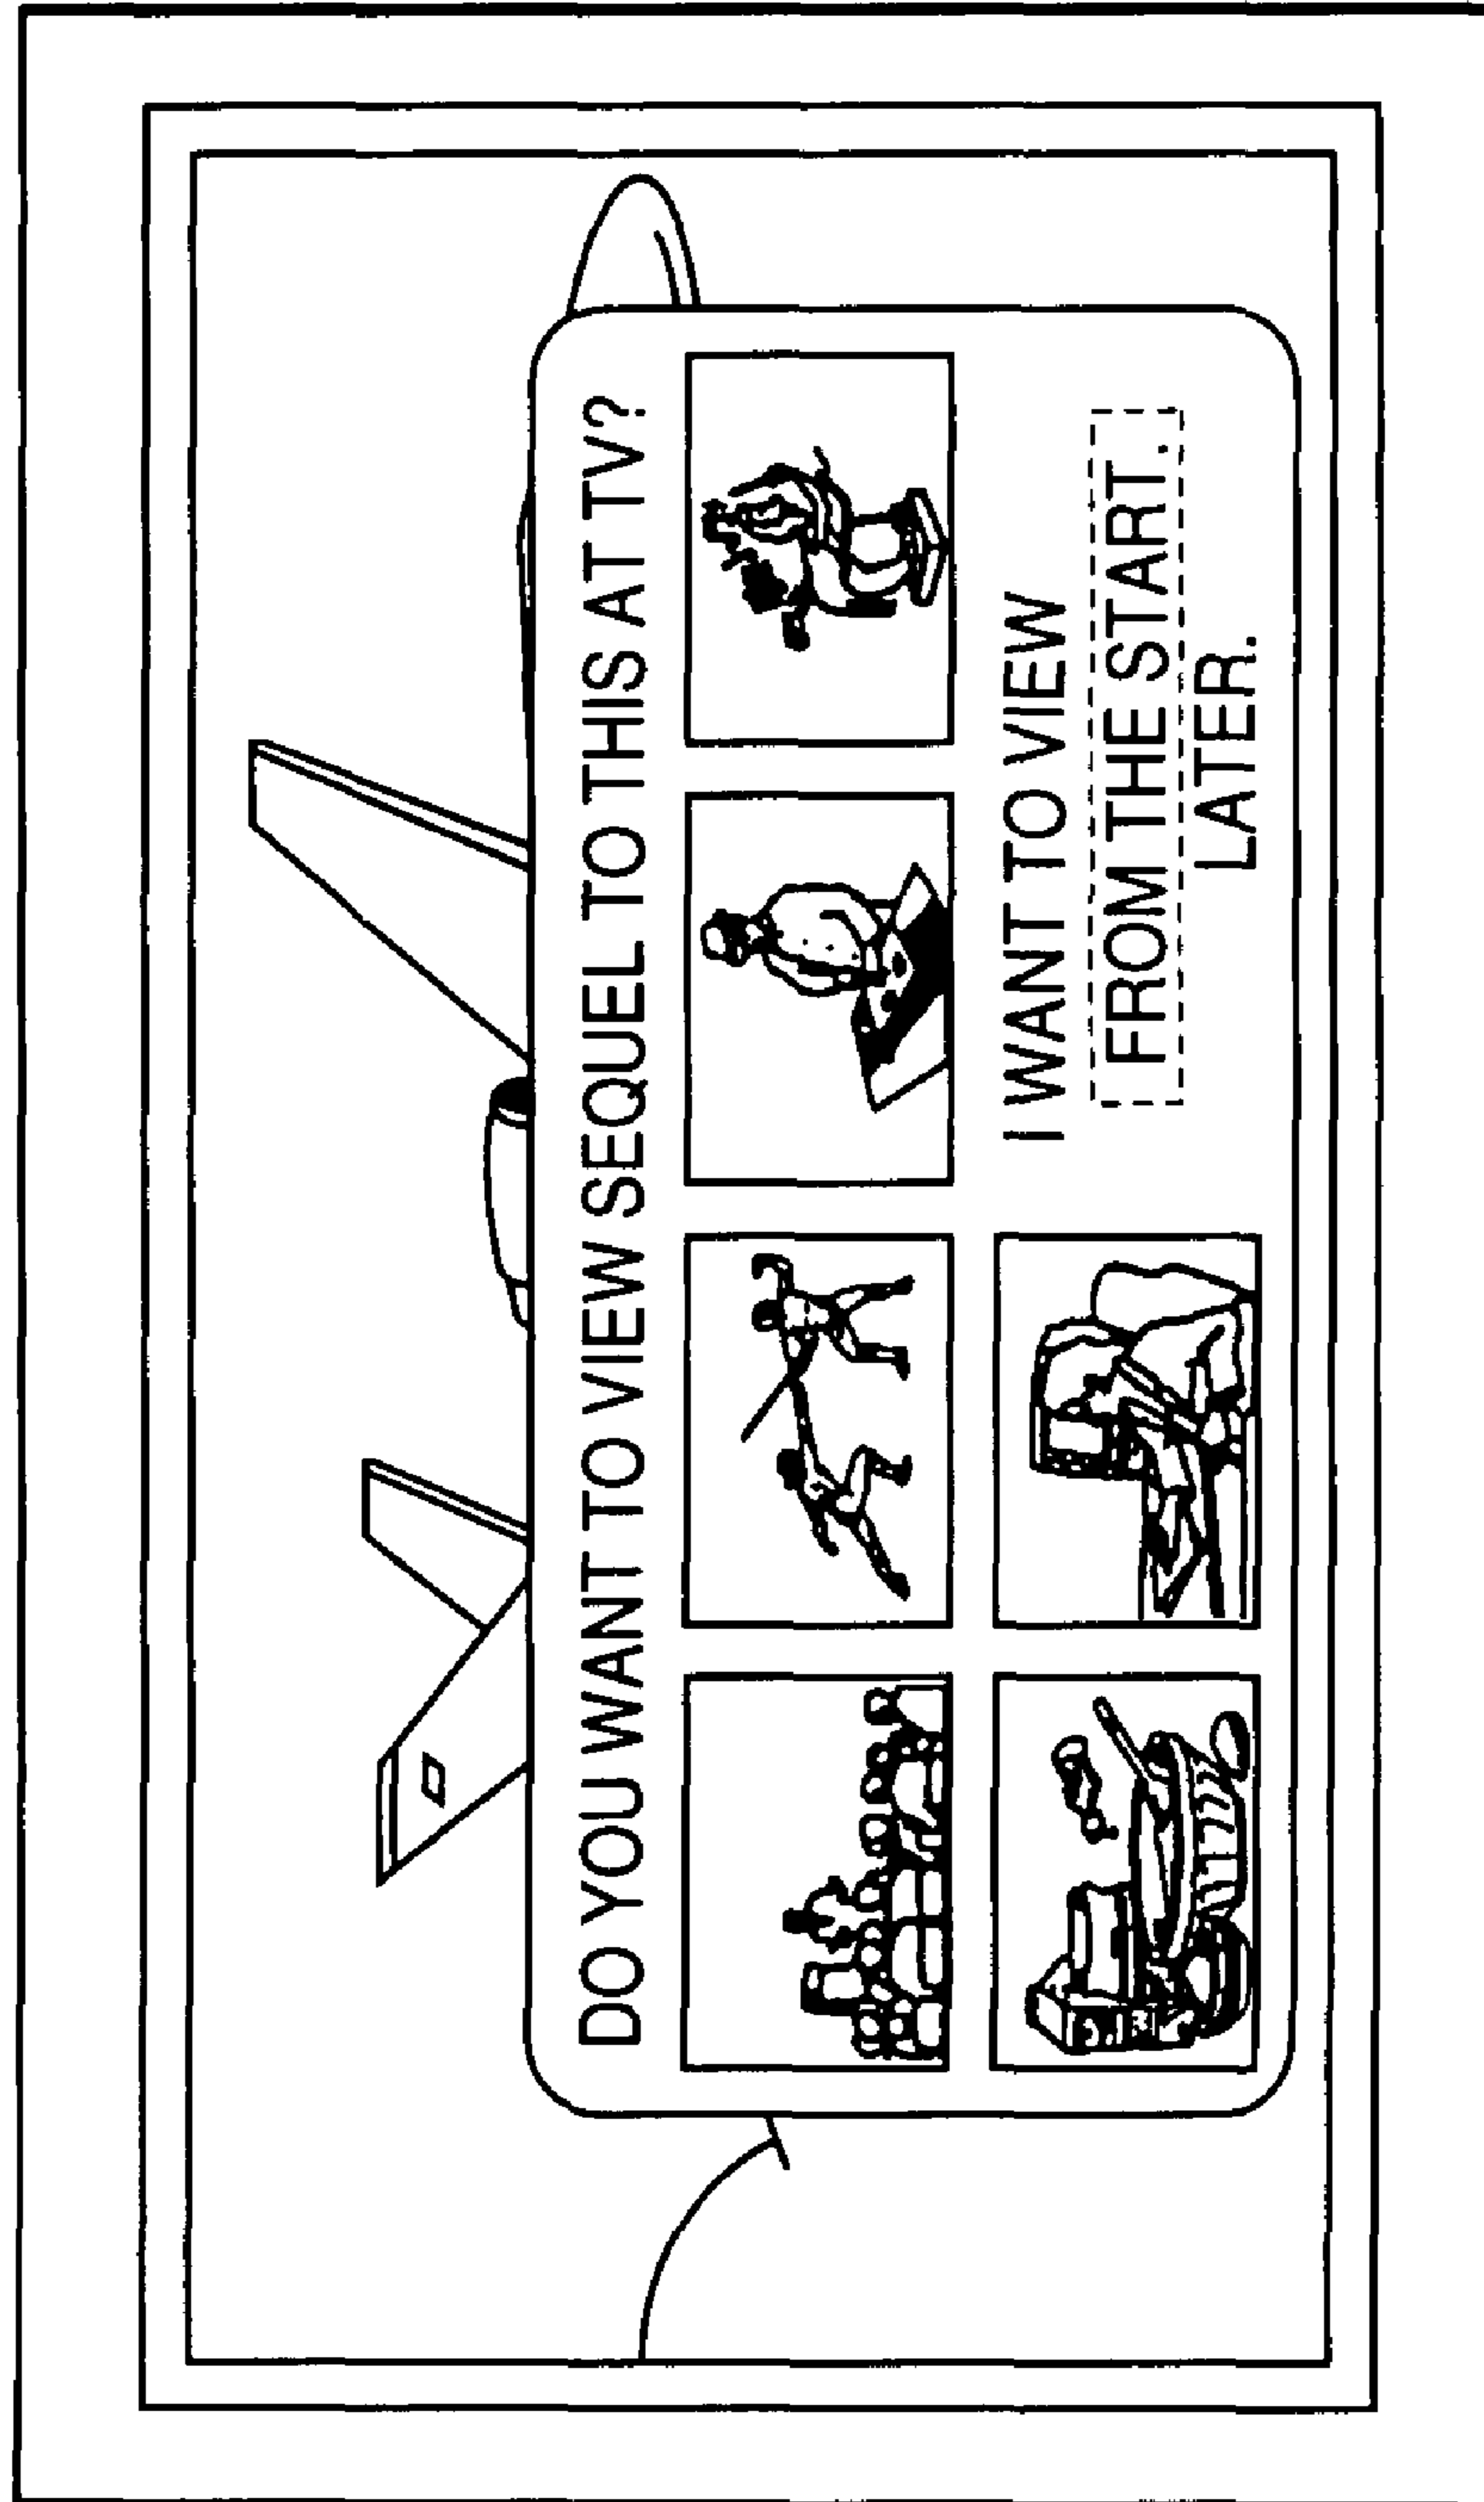 DO YOU WANT TO VIEW SEQUEL TO THIS AT TV?
I WANT TO VIEW
FROM THE START.
LATER.